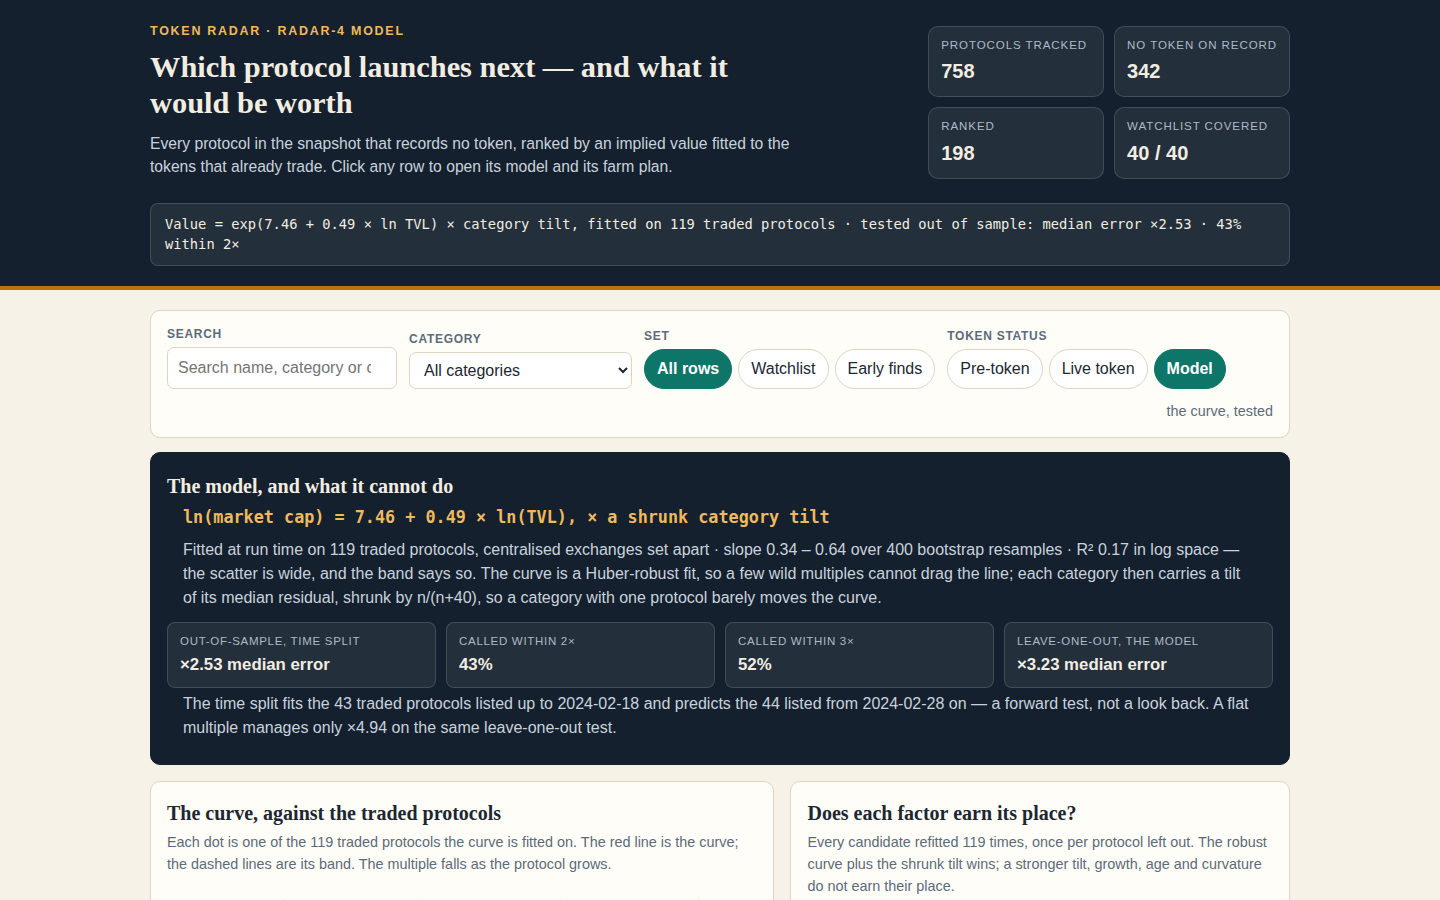 TOKEN RADAR · RADAR-4 MODEL
Which protocol launches next — and what it
would be worth
Every protocol in the snapshot that records no token, ranked by an implied value fitted to the
tokens that already trade. Click any row to open its model and its farm plan.
PROTOCOLS TRACKED
758
NO TOKEN ON RECORD
342
RANKED
198
WATCHLIST COVERED
40 / 40
Value = exp(7.46 + 0.49 × ln TVL) × category tilt, fitted on 119 traded protocols · tested out of sample: median error ×2.53 · 43%
within 2×
SEARCH
Search name, category or c
CATEGORY
All categories
SET
All rows
Watchlist
Early finds
TOKEN STATUS
Pre-token
Live token
Model
the curve, tested
The model, and what it cannot do
ln(market cap) = 7.46 + 0.49 × ln(TVL), × a shrunk category tilt
Fitted at run time on 119 traded protocols, centralised exchanges set apart · slope 0.34 – 0.64 over 400 bootstrap resamples · R² 0.17 in log space —
the scatter is wide, and the band says so. The curve is a Huber-robust fit, so a few wild multiples cannot drag the line; each category then carries a tilt
of its median residual, shrunk by n/(n+40), so a category with one protocol barely moves the curve.
OUT-OF-SAMPLE, TIME SPLIT
×2.53 median error
CALLED WITHIN 2×
43%
CALLED WITHIN 3×
52%
LEAVE-ONE-OUT, THE MODEL
×3.23 median error
The time split fits the 43 traded protocols listed up to 2024-02-18 and predicts the 44 listed from 2024-02-28 on — a forward test, not a look back. A flat
multiple manages only ×4.94 on the same leave-one-out test.
The curve, against the traded protocols
Each dot is one of the 119 traded protocols the curve is fitted on. The red line is the curve;
the dashed lines are its band. The multiple falls as the protocol grows.
Does each factor earn its place?
Every candidate refitted 119 times, once per protocol left out. The robust
curve plus the shrunk tilt wins; a stronger tilt, growth, age and curvature
do not earn their place.